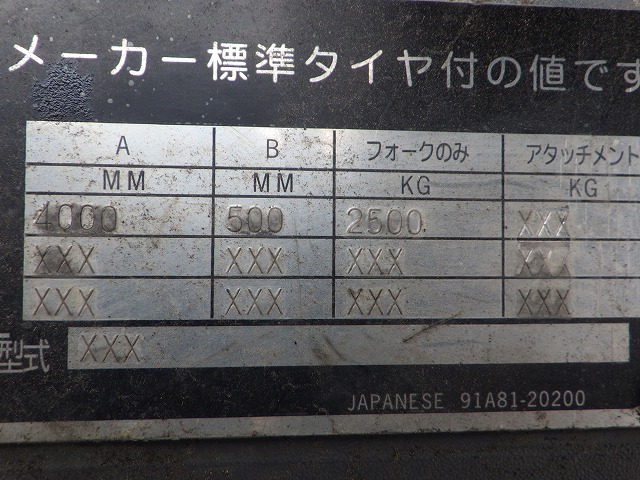 メーカー標準タイヤ付の値です
A B フォークのみ アタッチメント
MM MM KG KG
4000 500 2500 XXX
XXX XXX XXX XXX
XXX XXX XXX XXX
型式 XXX
JAPANESE 91A81-20200